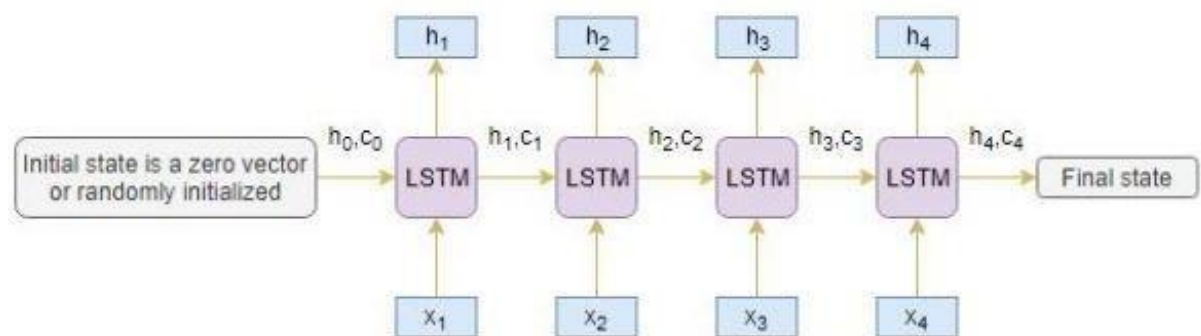 h₁ h₂ h₃ h₄
h₀,c₀ h₁,c₁ h₂,c₂ h₃,c₃ h₄,c₄
Initial state is a zero vector
or randomly initialized
LSTM LSTM LSTM LSTM
Final state
x₁ x₂ x₃ x₄